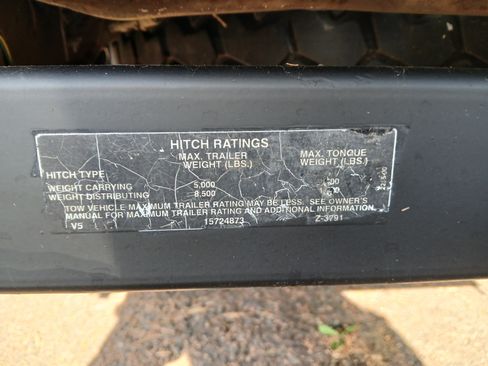 HITCH RATINGS
MAX. TRAILER MAX. TONGUE
WEIGHT (LBS.) WEIGHT (LBS.)
HITCH TYPE
WEIGHT CARRYING 5,000
WEIGHT DISTRIBUTING 8,500
TOW VEHICLE MAXIMUM TRAILER RATING MAY BE LESS. SEE OWNER'S
MANUAL FOR MAXIMUM TRAILER RATING AND ADDITIONAL INFORMATION.
V5 15724873 Z-3791